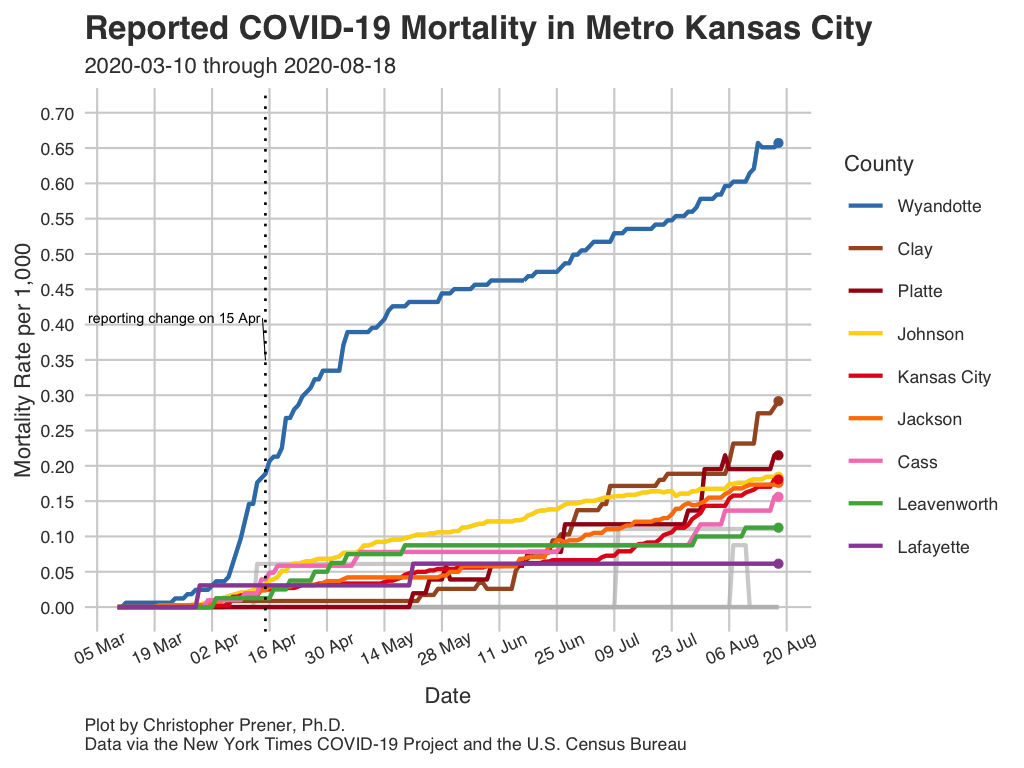 Reported COVID-19 Mortality in Metro Kansas City
2020-03-10 through 2020-08-18
Mortality Rate per 1,000
0.70
0.65
0.60
0.55
0.50
0.45
0.40
0.35
0.30
0.25
0.20
0.15
0.10
0.05
0.00
reporting change on 15 Apr
05 Mar
19 Mar
02 Apr
16 Apr
30 Apr
14 May
28 May
11 Jun
25 Jun
09 Jul
23 Jul
06 Aug
20 Aug
Date
County
Wyandotte
Clay
Platte
Johnson
Kansas City
Jackson
Cass
Leavenworth
Lafayette
Plot by Christopher Prener, Ph.D.
Data via the New York Times COVID-19 Project and the U.S. Census Bureau